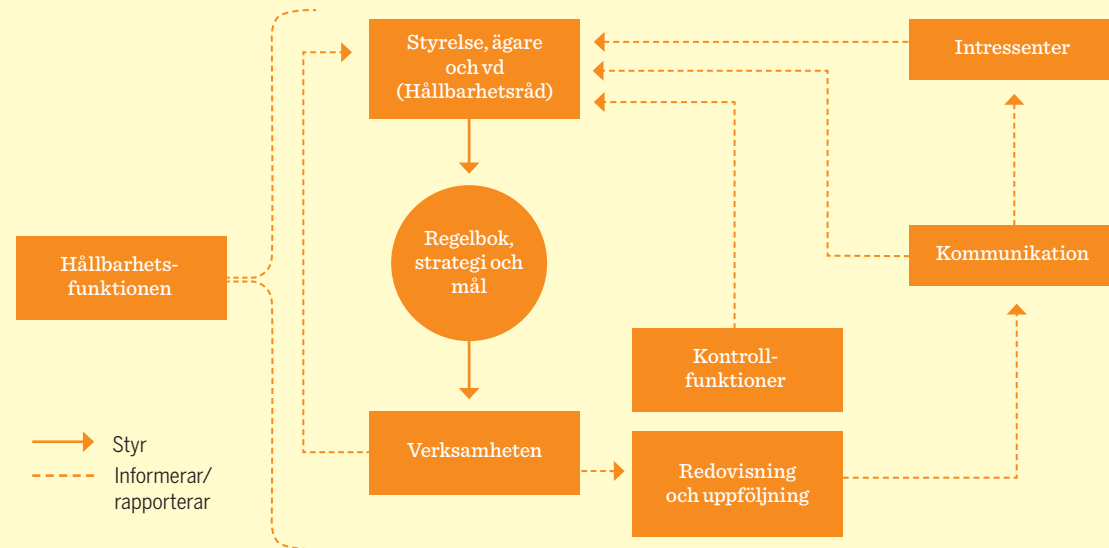 Styrelse, ägare
och vd
(Hållbarhetsråd)
Intressenter
Regelbok,
strategi och
mål
Hållbarhets-
funktionen
Kommunikation
Kontroll-
funktioner
Verksamheten
Redovisning
och uppföljning
Styr
Informerar/
rapporterar